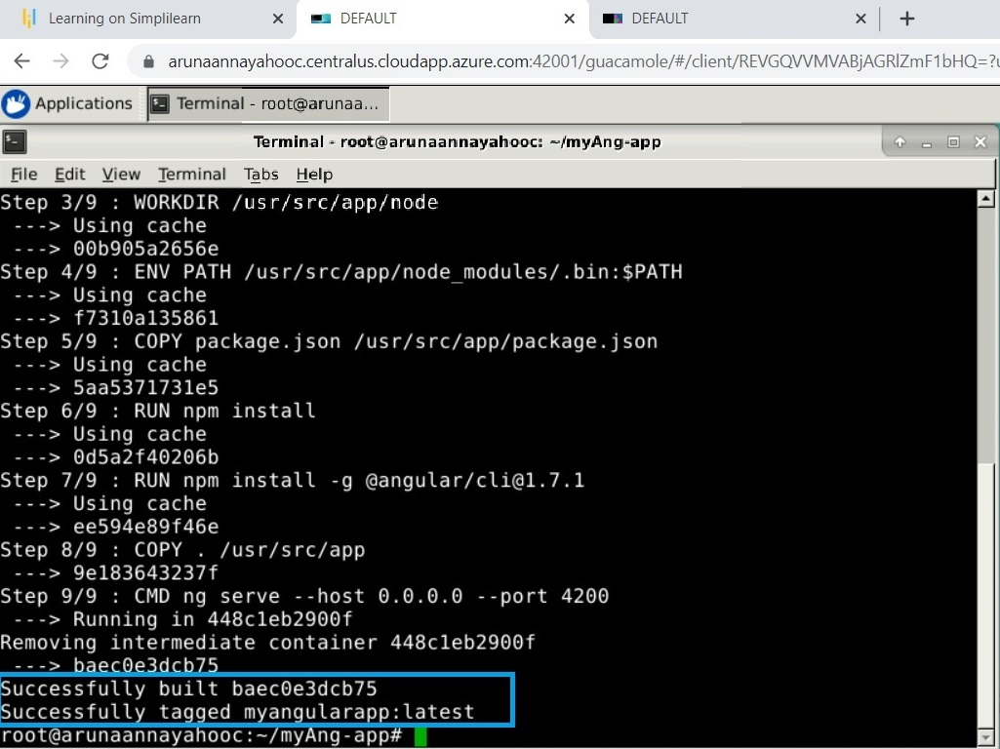 Learning on Simplilearn
DEFAULT
DEFAULT
arunaannayahooc.centralus.cloudapp.azure.com:42001/guacamole/#/client/REVGQVVMVABjAGRlZmF1bHQ=?u
Applications
Terminal - root@arunaa...
Terminal - root@arunaannayahooc: ~/myAng-app
File Edit View Terminal Tabs Help
Step 3/9 : WORKDIR /usr/src/app/node
---> Using cache
---> 00b905a2656e
Step 4/9 : ENV PATH /usr/src/app/node_modules/.bin:$PATH
---> Using cache
---> f7310a135861
Step 5/9 : COPY package.json /usr/src/app/package.json
---> Using cache
---> 5aa5371731e5
Step 6/9 : RUN npm install
---> Using cache
---> 0d5a2f40206b
Step 7/9 : RUN npm install -g @angular/cli@1.7.1
---> Using cache
---> ee594e89f46e
Step 8/9 : COPY . /usr/src/app
---> 9e183643237f
Step 9/9 : CMD ng serve --host 0.0.0.0 --port 4200
---> Running in 448c1eb2900f
Removing intermediate container 448c1eb2900f
---> baec0e3dcb75
Successfully built baec0e3dcb75
Successfully tagged myangularapp:latest
root@arunaannayahooc:~/myAng-app#